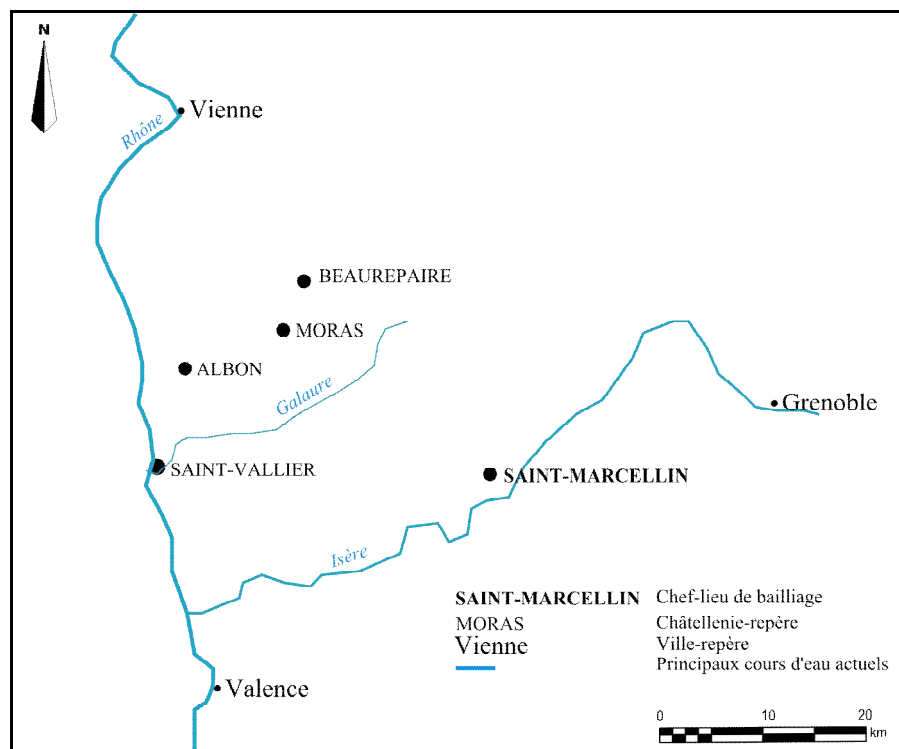 N
Vienne
Rhône
BEAUREPAIRE
MORAS
ALBON
Galaure
Grenoble
SAINT-VALLIER
SAINT-MARCELLIN
Isère
SAINT-MARCELLIN Chef-lieu de bailliage
MORAS Châtellenie-repère
Vienne Ville-repère
Principaux cours d'eau actuels
Valence
0 10 20
km